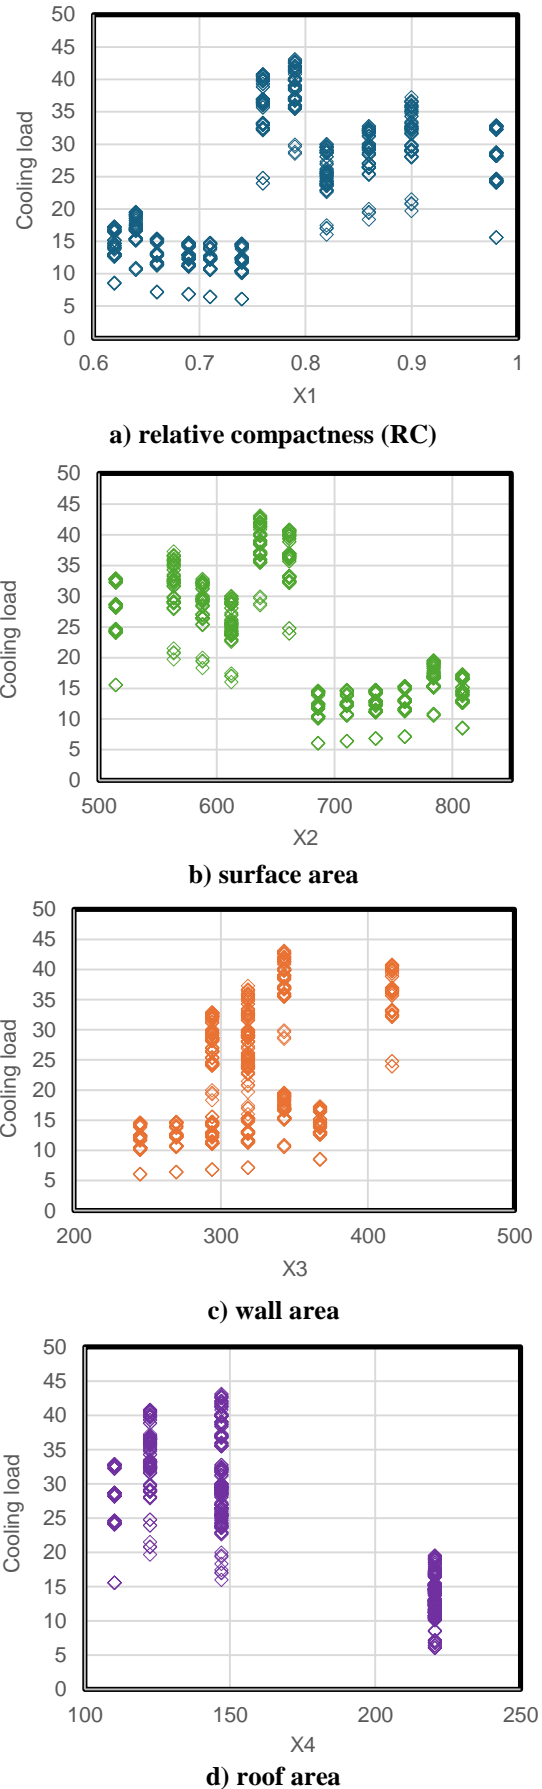 50
45
40
35
30
25
20
15
10
5
0
Cooling load
0.6 0.7 0.8 0.9 1
X1
a) relative compactness (RC)
50
45
40
35
30
25
20
15
10
5
0
Cooling load
500 600 700 800
X2
b) surface area
50
45
40
35
30
25
20
15
10
5
0
Cooling load
200 300 400 500
X3
c) wall area
50
45
40
35
30
25
20
15
10
5
0
Cooling load
100 150 200 250
X4
d) roof area